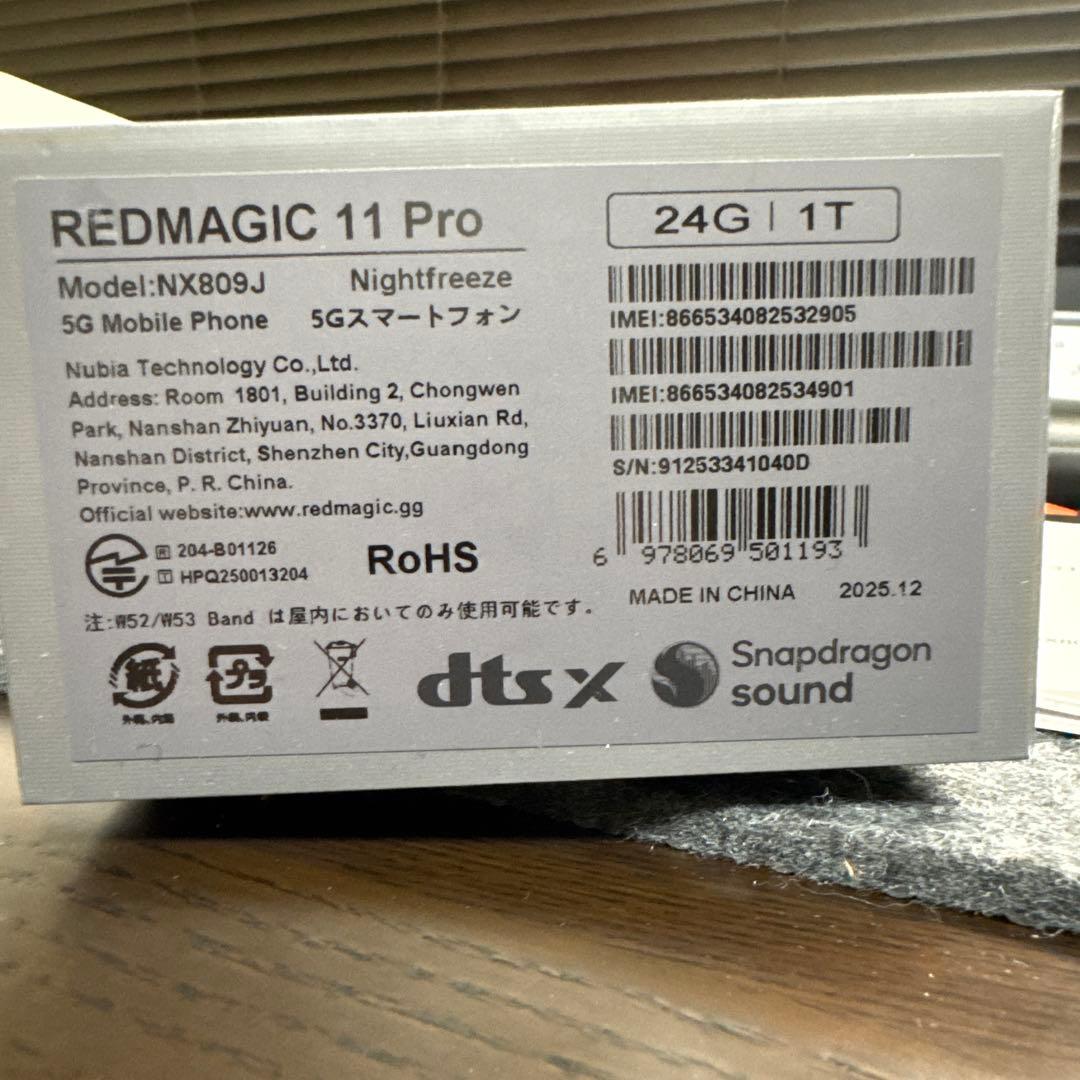 REDMAGIC 11 Pro
Model:NX809J Nightfreeze
5G Mobile Phone 5Gスマートフォン
Nubia Technology Co.,Ltd.
Address: Room 1801, Building 2, Chongwen
Park, Nanshan Zhiyuan, No.3370, Liuxian Rd,
Nanshan District, Shenzhen City,Guangdong
Province, P. R. China.
Official website:www.redmagic.gg
R 204-B01126
T HPQ250013204
RoHS
注:W52/W53 Band は屋内においてのみ使用可能です。
紙
外箱、内箱
プラ
dts x
Snapdragon
sound
24G | 1T
IMEI:866534082532905
IMEI:866534082534901
S/N:91253341040D
6 978069 501193
MADE IN CHINA 2025.12